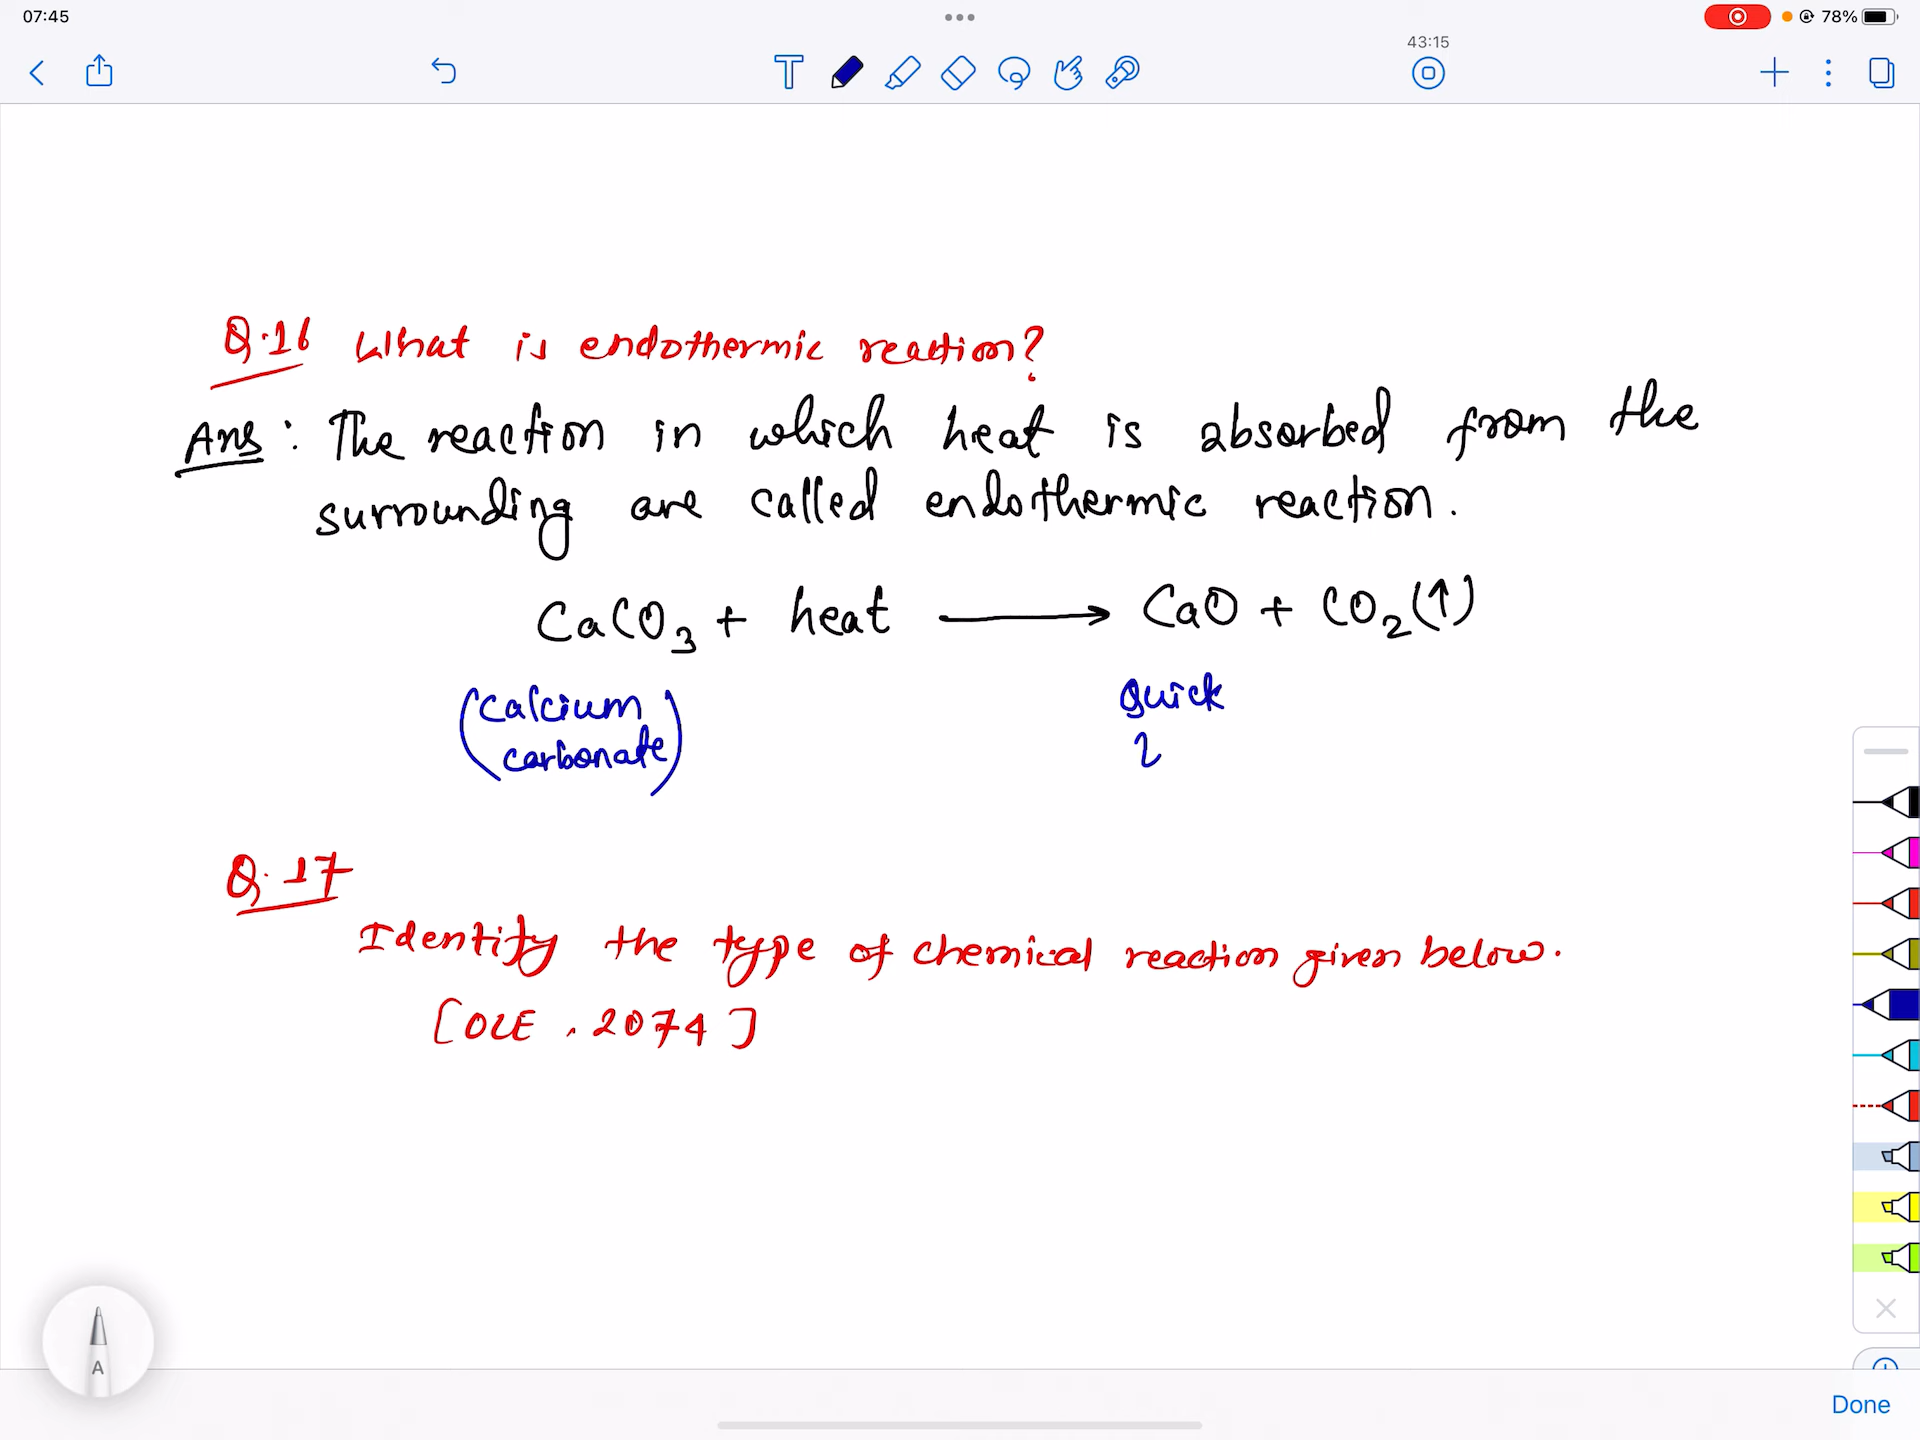 07:45
78%
43:15
T
Q.16 What is endothermic reaction?
Ans: The reaction in which heat is absorbed from the
surrounding are called endothermic reaction.
CaCO₃ + heat ⟶ CaO + CO₂(↑)
(calcium
carbonate)
Quick
Q.17
Identify the type of chemical reaction given below.
[OLE . 2074]
A
Done